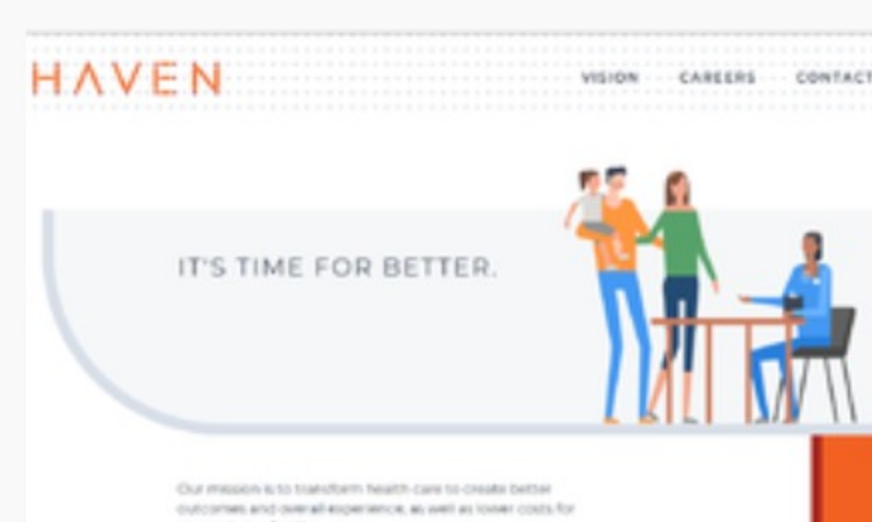 HAVEN
VISION CAREERS CONTACT
IT'S TIME FOR BETTER.
Our mission is to transform health care to create better
outcomes and overall experience, as well as lower costs for